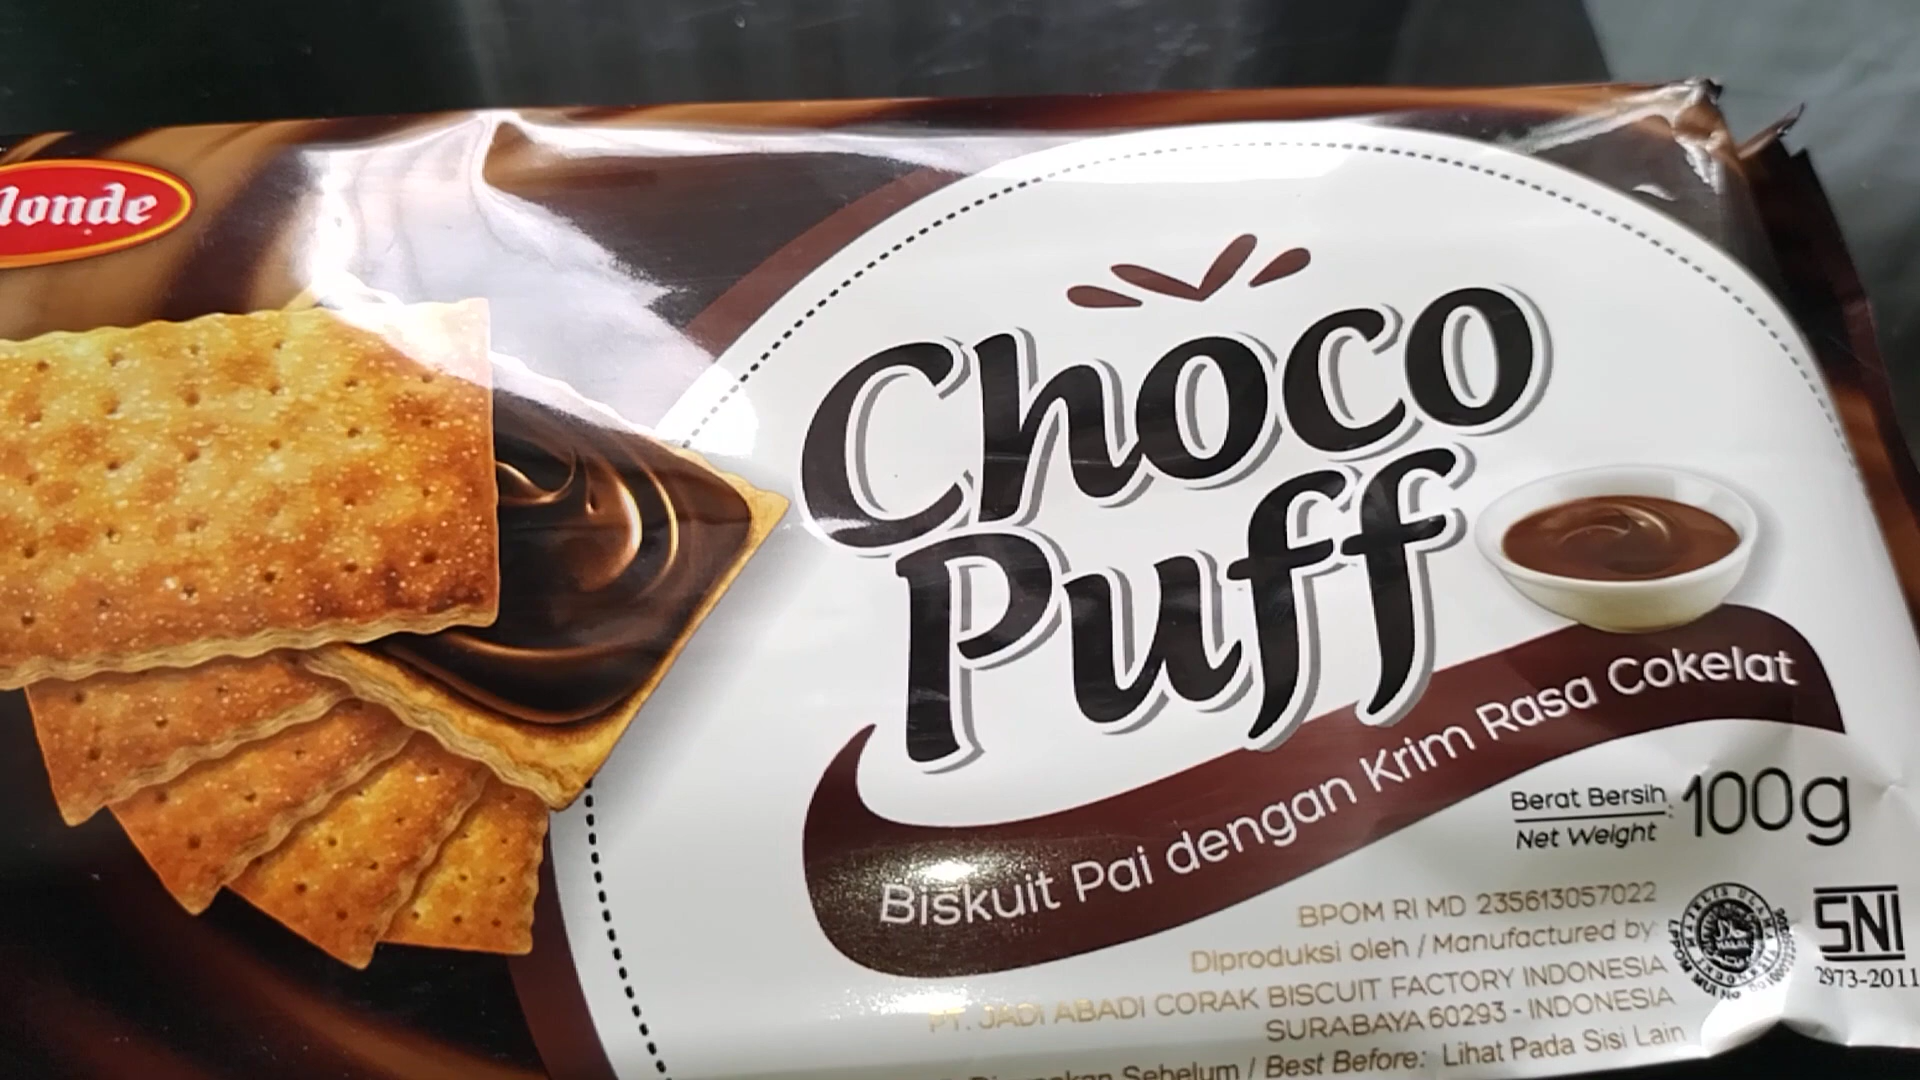 Choco
Puff
Biskuit Pai dengan Krim Rasa Cokelat
Berat Bersih
Net Weight : 100g
BPOM RI MD 235613057022
Diproduksi oleh / Manufactured by
PT. JADI ABADI CORAK BISCUIT FACTORY INDONESIA
SURABAYA 60293 - INDONESIA
Sebelum / Best Before: Lihat Pada Sisi Lain
SNI
2973-2011